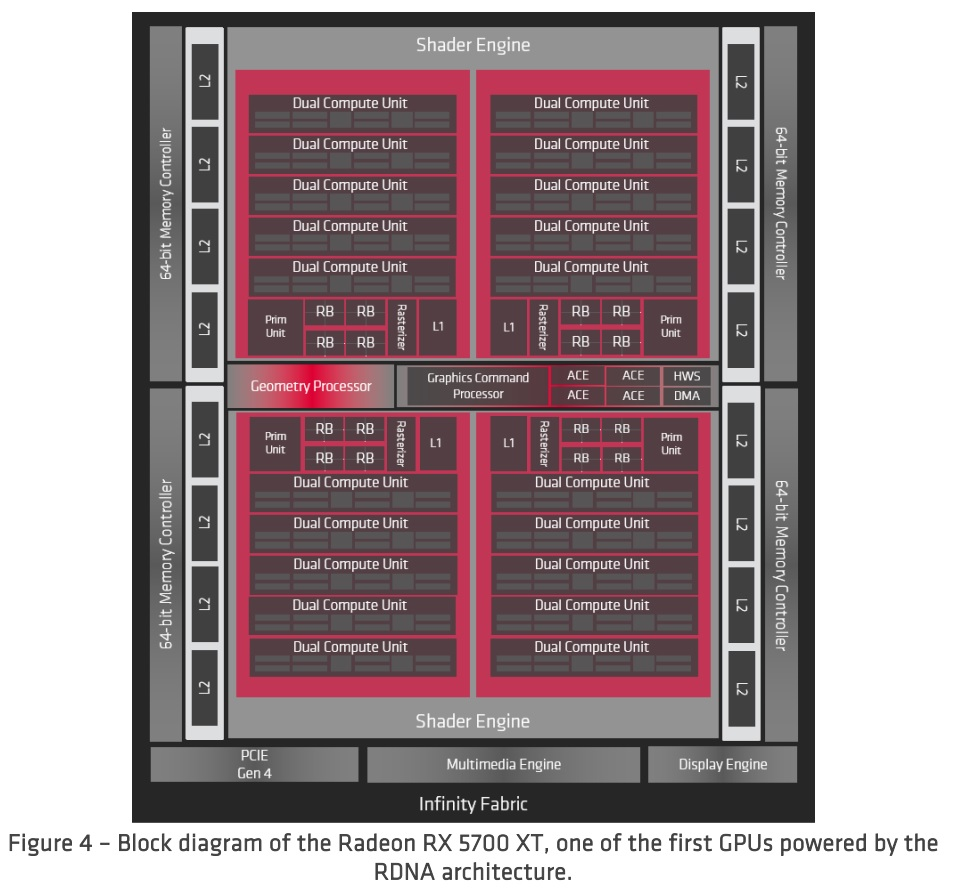 Shader Engine
64-bit Memory Controller
L2
L2
L2
L2
Dual Compute Unit
Dual Compute Unit
Dual Compute Unit
Dual Compute Unit
Dual Compute Unit
Prim
Unit
RB RB
RB RB
Rasterizer
L1
Dual Compute Unit
Dual Compute Unit
Dual Compute Unit
Dual Compute Unit
Dual Compute Unit
L1
Rasterizer
RB RB
RB RB
Prim
Unit
L2
L2
L2
L2
64-bit Memory Controller
Geometry Processor
Graphics Command
Processor
ACE ACE HWS
ACE ACE DMA
64-bit Memory Controller
L2
L2
L2
L2
Prim
Unit
RB RB
RB RB
Rasterizer
L1
Dual Compute Unit
Dual Compute Unit
Dual Compute Unit
Dual Compute Unit
Dual Compute Unit
L1
Rasterizer
RB RB
RB RB
Prim
Unit
Dual Compute Unit
Dual Compute Unit
Dual Compute Unit
Dual Compute Unit
Dual Compute Unit
L2
L2
L2
L2
64-bit Memory Controller
Shader Engine
PCIE
Gen 4
Multimedia Engine
Display Engine
Infinity Fabric
Figure 4 – Block diagram of the Radeon RX 5700 XT, one of the first GPUs powered by the
RDNA architecture.